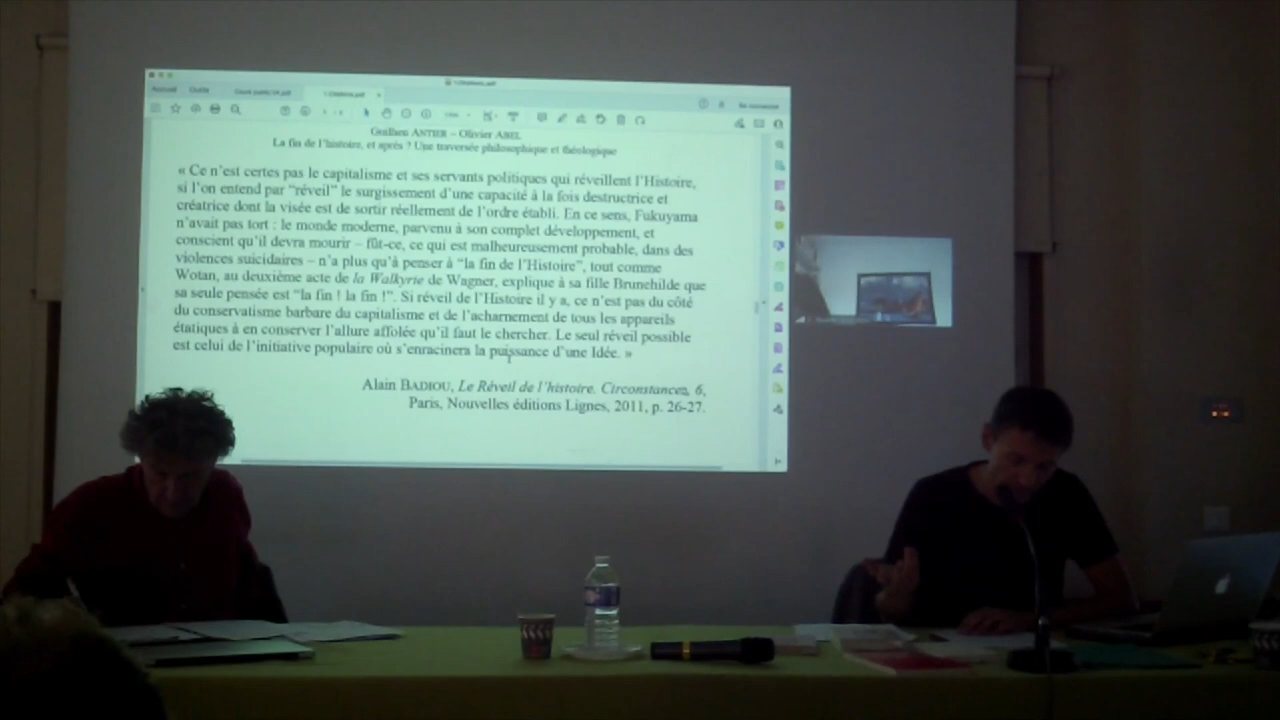 Accueil Outils
Guilhen ANTIER – Olivier ABEL
La fin de l'histoire, et après ? Une traversée philosophique et théologique
« Ce n'est certes pas le capitalisme et ses servants politiques qui réveillent l'Histoire,
si l'on entend par "réveil" le surgissement d'une capacité à la fois destructrice et
créatrice dont la visée est de sortir réellement de l'ordre établi. En ce sens, Fukuyama
n'avait pas tort : le monde moderne, parvenu à son complet développement, et
conscient qu'il devra mourir – fût-ce, ce qui est malheureusement probable, dans des
violences suicidaires – n'a plus qu'à penser à "la fin de l'Histoire", tout comme
Wotan, au deuxième acte de la Walkyrie de Wagner, explique à sa fille Brunehilde que
sa seule pensée est "la fin ! la fin !". Si réveil de l'Histoire il y a, ce n'est pas du côté
du conservatisme barbare du capitalisme et de l'acharnement de tous les appareils
étatiques à en conserver l'allure affolée qu'il faut le chercher. Le seul réveil possible
est celui de l'initiative populaire où s'enracinera la puissance d'une Idée. »
Alain BADIOU, Le Réveil de l'histoire. Circonstances, 6,
Paris, Nouvelles éditions Lignes, 2011, p. 26-27.